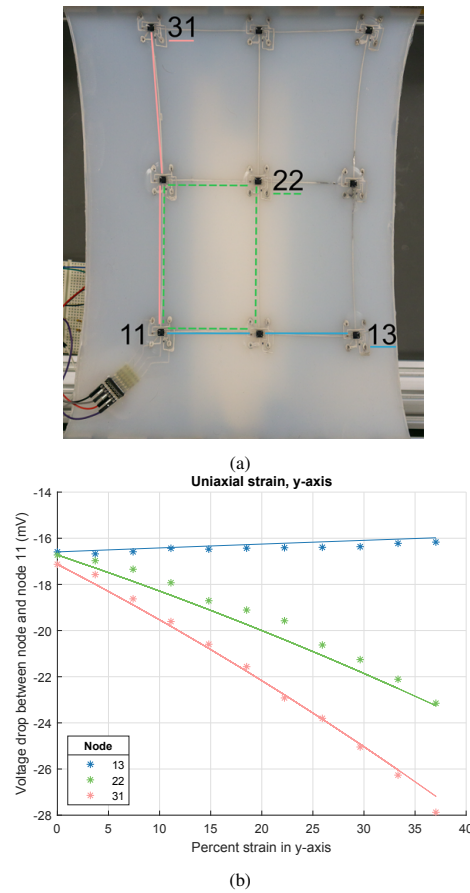 31
22
11
13
(a)
Uniaxial strain, y-axis
Voltage drop between node and node 11 (mV)
-14
-16
-18
-20
-22
-24
-26
-28
Node
13
22
31
0 5 10 15 20 25 30 35 40
Percent strain in y-axis
(b)